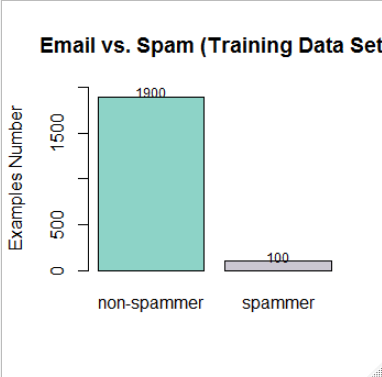 Email vs. Spam (Training Data Set
Examples Number
1500
500
0
1900
100
non-spammer
spammer